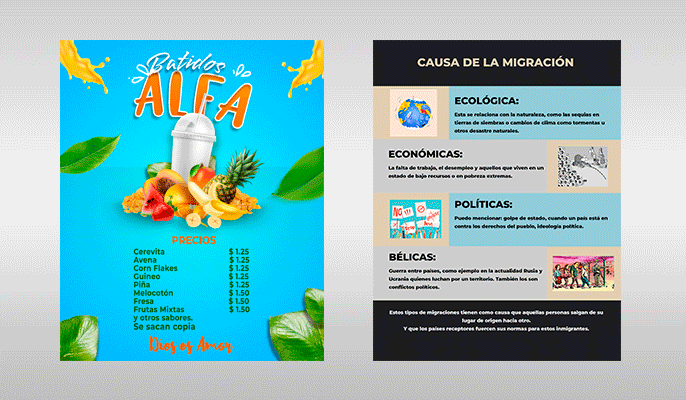 Batidos
ALFA
PRECIOS
Cerevita $ 1.25
Avena $ 1.25
Corn Flakes $ 1.25
Guineo $ 1.25
Piña $ 1.25
Melocotón $ 1.50
Fresa $ 1.50
Frutas Mixtas $ 1.50
y otros sabores.
Se sacan copia
Dios es Amor
CAUSA DE LA MIGRACIÓN
ECOLÓGICA:
Esta se relaciona con la naturaleza, como las sequías en
tierras de siembras o cambios de clima como tormentas u
otros desastre naturales.
ECONÓMICAS:
La falta de trabajo, el desempleo y aquellos que viven en un
estado de bajo recursos o en pobreza extremas.
NO !!!
POLÍTICAS:
Puedo mencionar: golpe de estado, cuando un país está en
contra los derechos del pueblo, ideología política.
BÉLICAS:
Guerra entre países, como ejemplo en la actualidad Rusia y
Ucrania quienes luchan por un territorio. También los son
conflictos políticos.
Estos tipos de migraciones tienen como causa que aquellas personas salgan de su
lugar de origen hacia otro.
Y que los países receptores fuercen sus normas para estos inmigrantes.